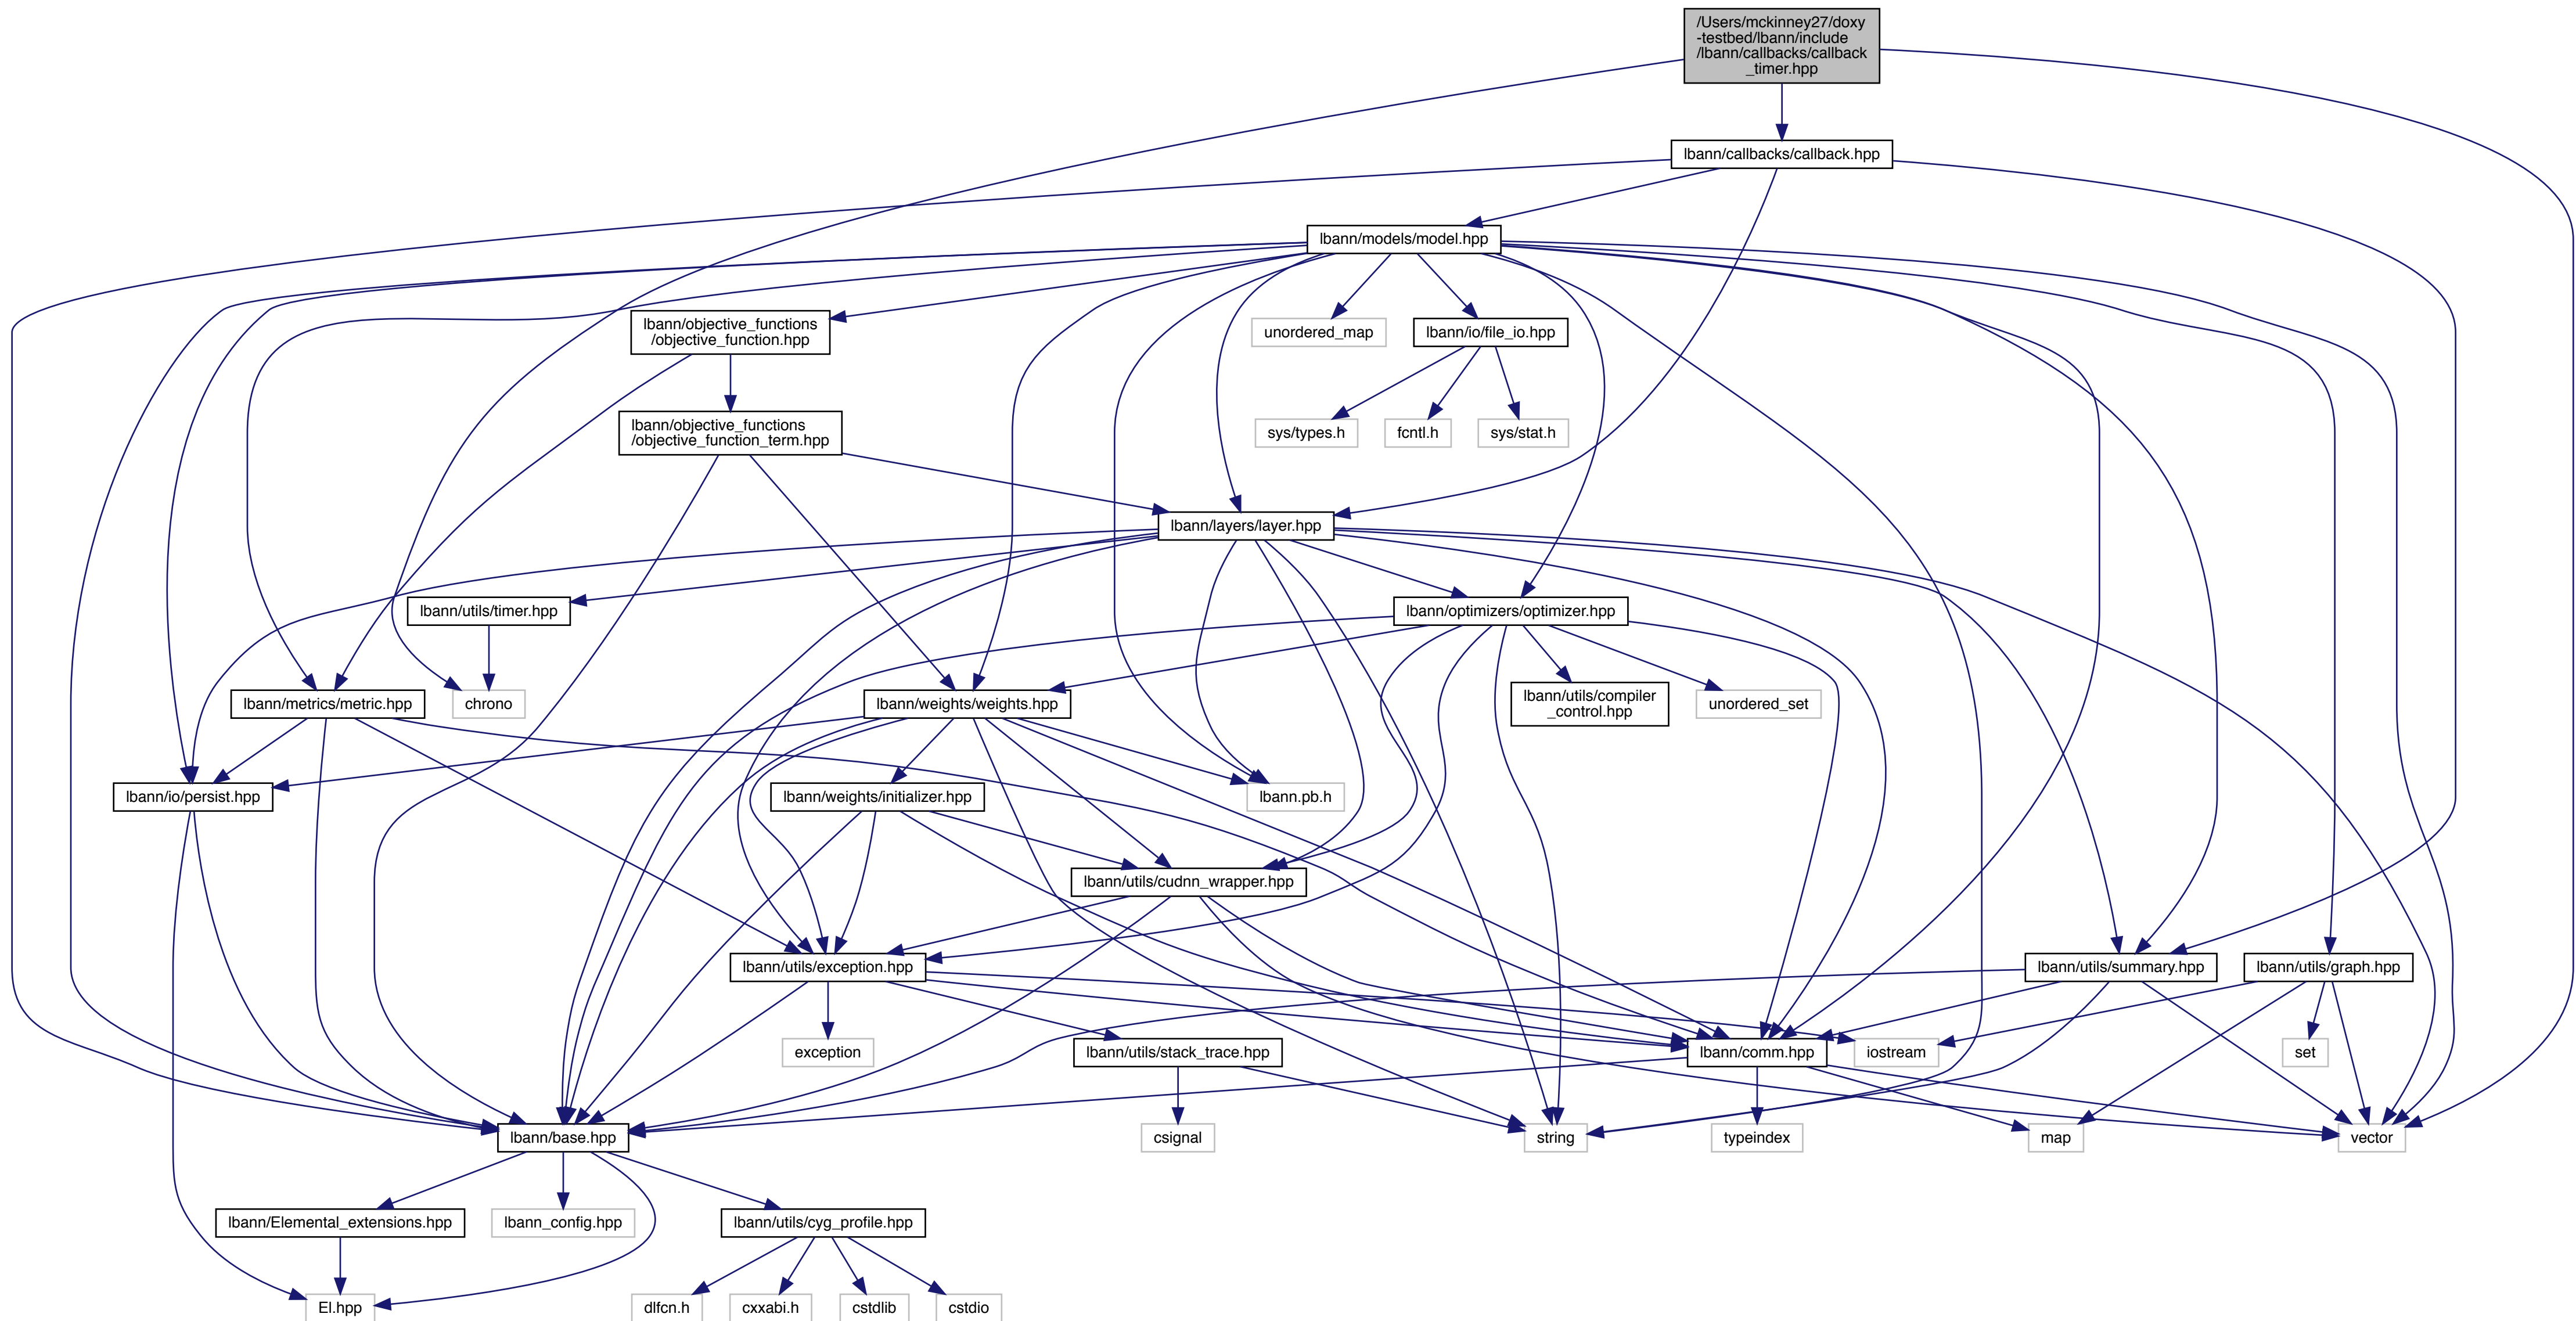 /Users/mckinney27/doxy
-testbed/lbann/include
/lbann/callbacks/callback
_timer.hpp
lbann/callbacks/callback.hpp
lbann/models/model.hpp
lbann/objective_functions
/objective_function.hpp
unordered_map
lbann/io/file_io.hpp
lbann/objective_functions
/objective_function_term.hpp
sys/types.h
fcntl.h
sys/stat.h
lbann/layers/layer.hpp
lbann/utils/timer.hpp
lbann/optimizers/optimizer.hpp
lbann/metrics/metric.hpp
chrono
lbann/weights/weights.hpp
lbann/utils/compiler
_control.hpp
unordered_set
lbann/io/persist.hpp
lbann/weights/initializer.hpp
lbann.pb.h
lbann/utils/cudnn_wrapper.hpp
lbann/utils/exception.hpp
lbann/utils/summary.hpp
lbann/utils/graph.hpp
exception
lbann/utils/stack_trace.hpp
lbann/comm.hpp
iostream
set
lbann/base.hpp
csignal
string
typeindex
map
vector
lbann/Elemental_extensions.hpp
lbann_config.hpp
lbann/utils/cyg_profile.hpp
El.hpp
dlfcn.h
cxxabi.h
cstdlib
cstdio